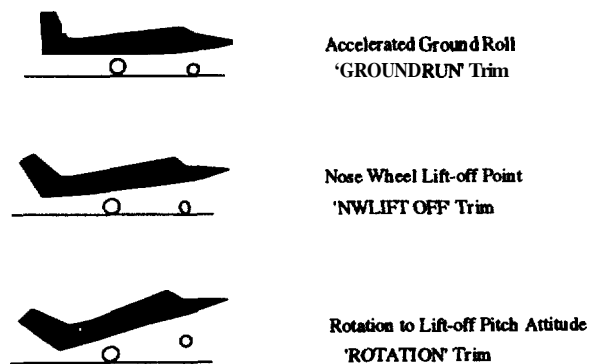 Accelerated Ground Roll
'GROUNDRUN' Trim
Nose Wheel Lift-off Point
'NWLIFT OFF' Trim
Rotation to Lift-off Pitch Attitude
'ROTATION' Trim